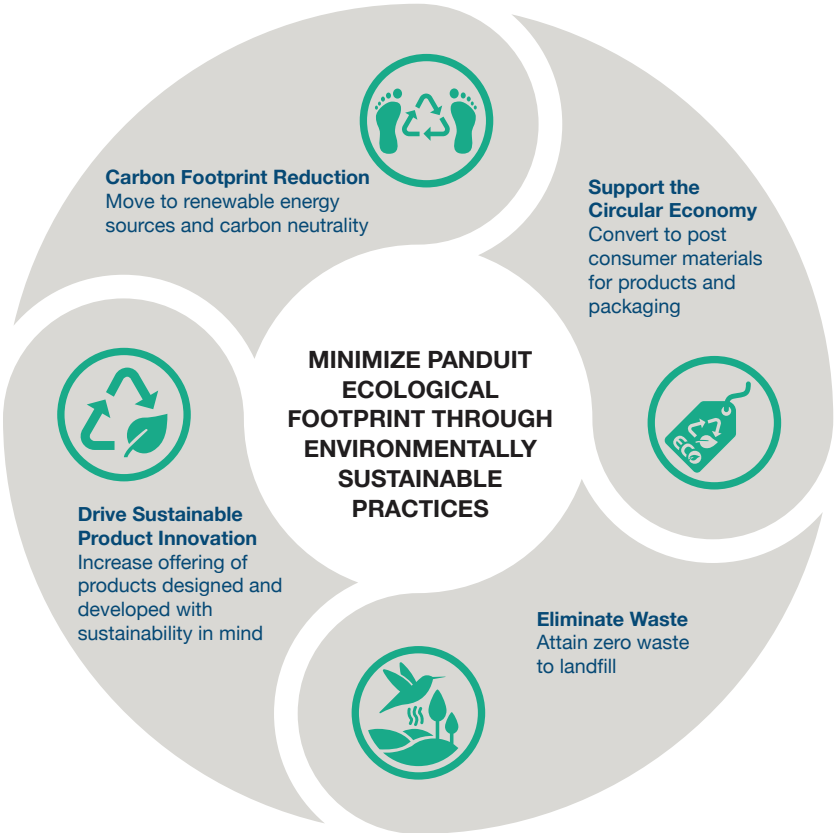 Carbon Footprint Reduction
Move to renewable energy
sources and carbon neutrality
Support the
Circular Economy
Convert to post
consumer materials
for products and
packaging
MINIMIZE PANDUIT
ECOLOGICAL
FOOTPRINT THROUGH
ENVIRONMENTALLY
SUSTAINABLE
PRACTICES
ECO
Drive Sustainable
Product Innovation
Increase offering of
products designed and
developed with
sustainability in mind
Eliminate Waste
Attain zero waste
to landfill